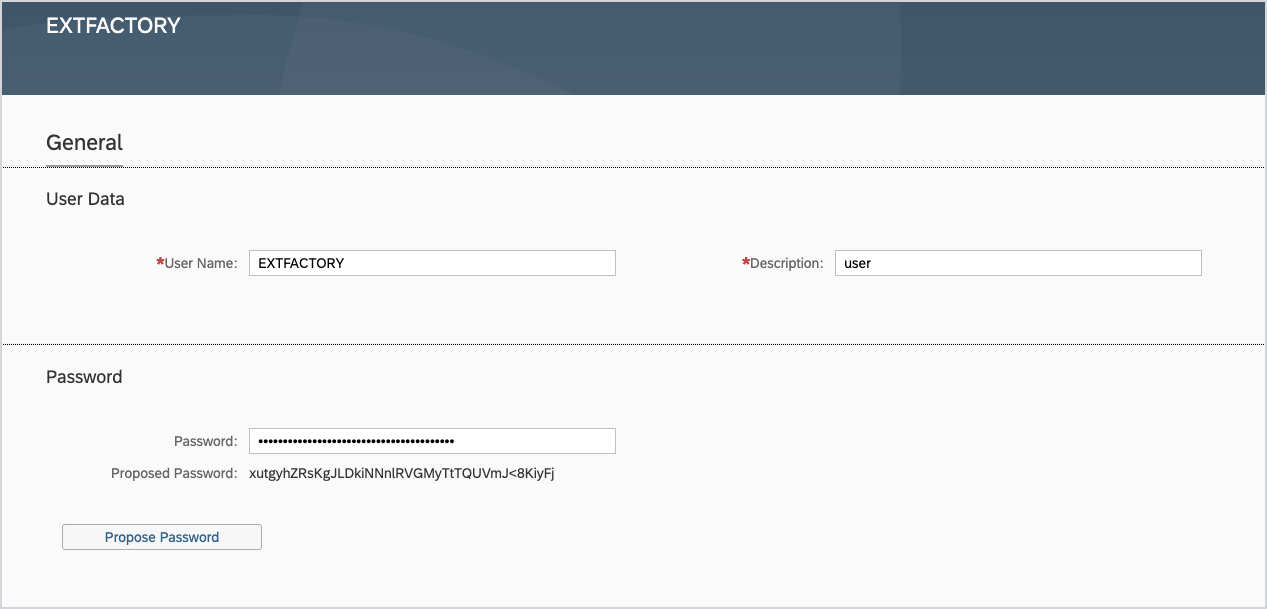 EXTFACTORY
General
User Data
*User Name: EXTFACTORY *Description: user
Password
Password: ••••••••••••••••••••••••••••••••••••••••
Proposed Password: xutgyhZRsKgJLDkiNNnlRVGMyTtTQUVmJ<8KiyFj
Propose Password